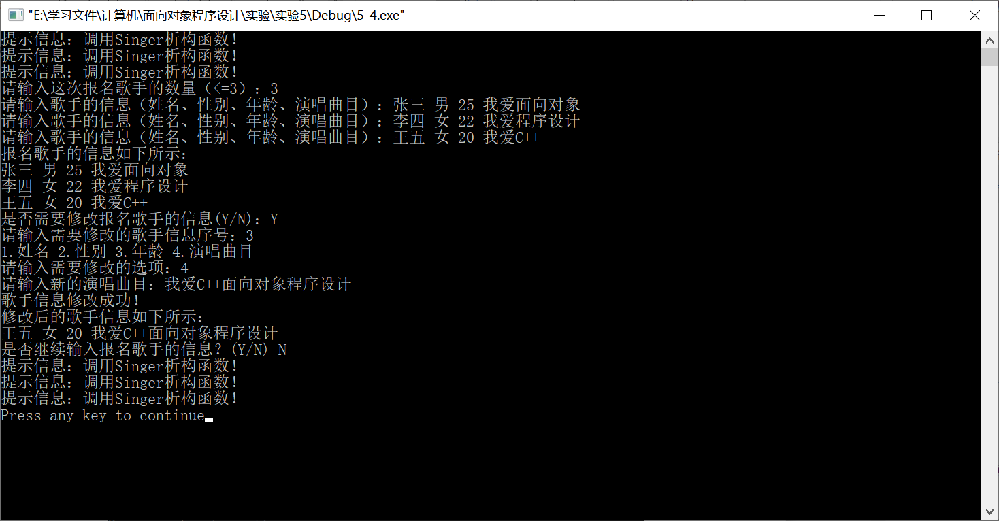 "E:\学习文件\计算机\面向对象程序设计\实验\实验5\Debug\5-4.exe"
提示信息：调用Singer析构函数！
提示信息：调用Singer析构函数！
提示信息：调用Singer析构函数！
请输入这次报名歌手的数量（<=3）：3
请输入歌手的信息（姓名、性别、年龄、演唱曲目）：张三 男 25 我爱面向对象
请输入歌手的信息（姓名、性别、年龄、演唱曲目）：李四 女 22 我爱程序设计
请输入歌手的信息（姓名、性别、年龄、演唱曲目）：王五 女 20 我爱C++
报名歌手的信息如下所示：
张三 男 25 我爱面向对象
李四 女 22 我爱程序设计
王五 女 20 我爱C++
是否需要修改报名歌手的信息(Y/N)：Y
请输入需要修改的歌手信息序号：3
1.姓名 2.性别 3.年龄 4.演唱曲目
请输入需要修改的选项：4
请输入新的演唱曲目：我爱C++面向对象程序设计
歌手信息修改成功！
修改后的歌手信息如下所示：
王五 女 20 我爱C++面向对象程序设计
是否继续输入报名歌手的信息？(Y/N) N
提示信息：调用Singer析构函数！
提示信息：调用Singer析构函数！
提示信息：调用Singer析构函数！
Press any key to continue